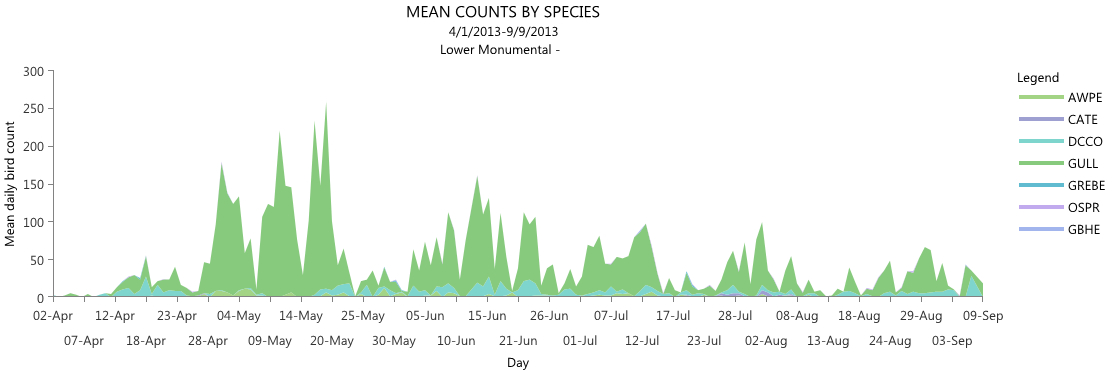 MEAN COUNTS BY SPECIES
4/1/2013-9/9/2013
Lower Monumental -
Mean daily bird count
300
250
200
150
100
50
0
02-Apr 12-Apr 23-Apr 04-May 14-May 25-May 05-Jun 15-Jun 26-Jun 07-Jul 17-Jul 28-Jul 08-Aug 18-Aug 29-Aug 09-Sep
07-Apr 18-Apr 28-Apr 09-May 20-May 30-May 10-Jun 21-Jun 01-Jul 12-Jul 23-Jul 02-Aug 13-Aug 24-Aug 03-Sep
Day
Legend
AWPE
CATE
DCCO
GULL
GREBE
OSPR
GBHE